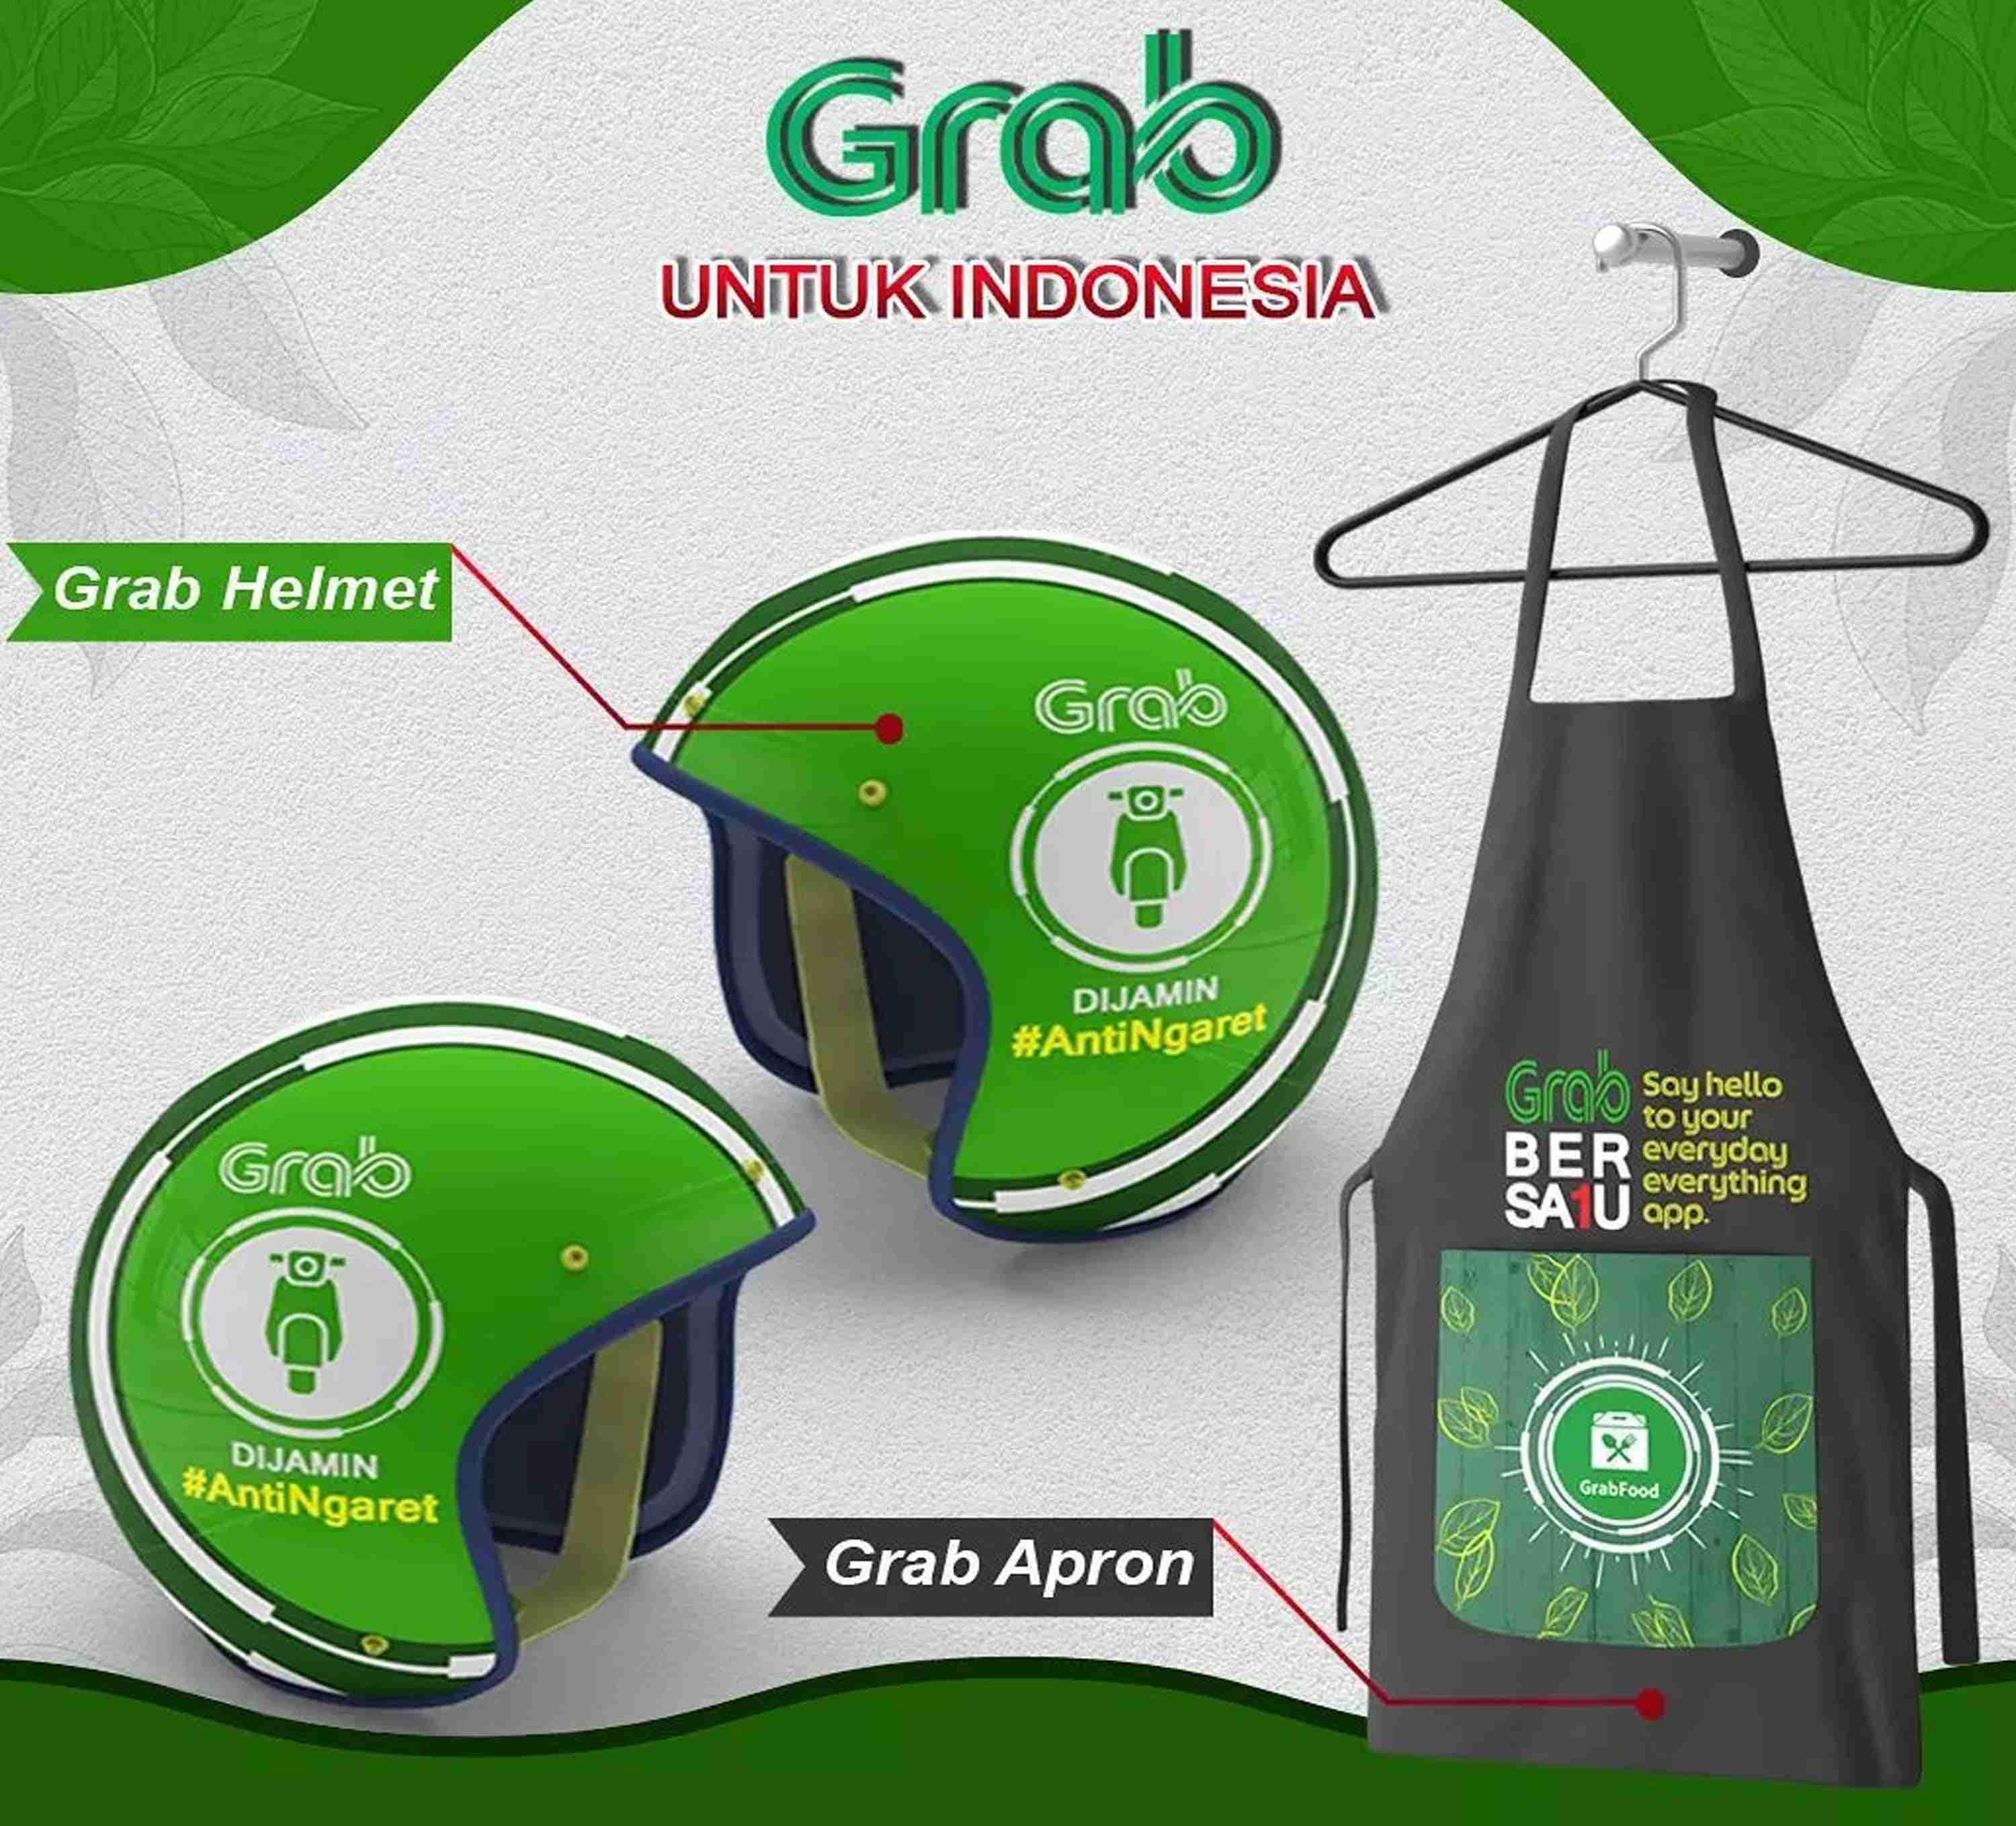 Grab
UNTUK INDONESIA
Grab Helmet
Grab
DIJAMIN
#AntiNgaret
Grab
DIJAMIN
#AntiNgaret
Grab
BER
SA1U
Say hello
to your
everyday
everything
app.
GrabFood
Grab Apron